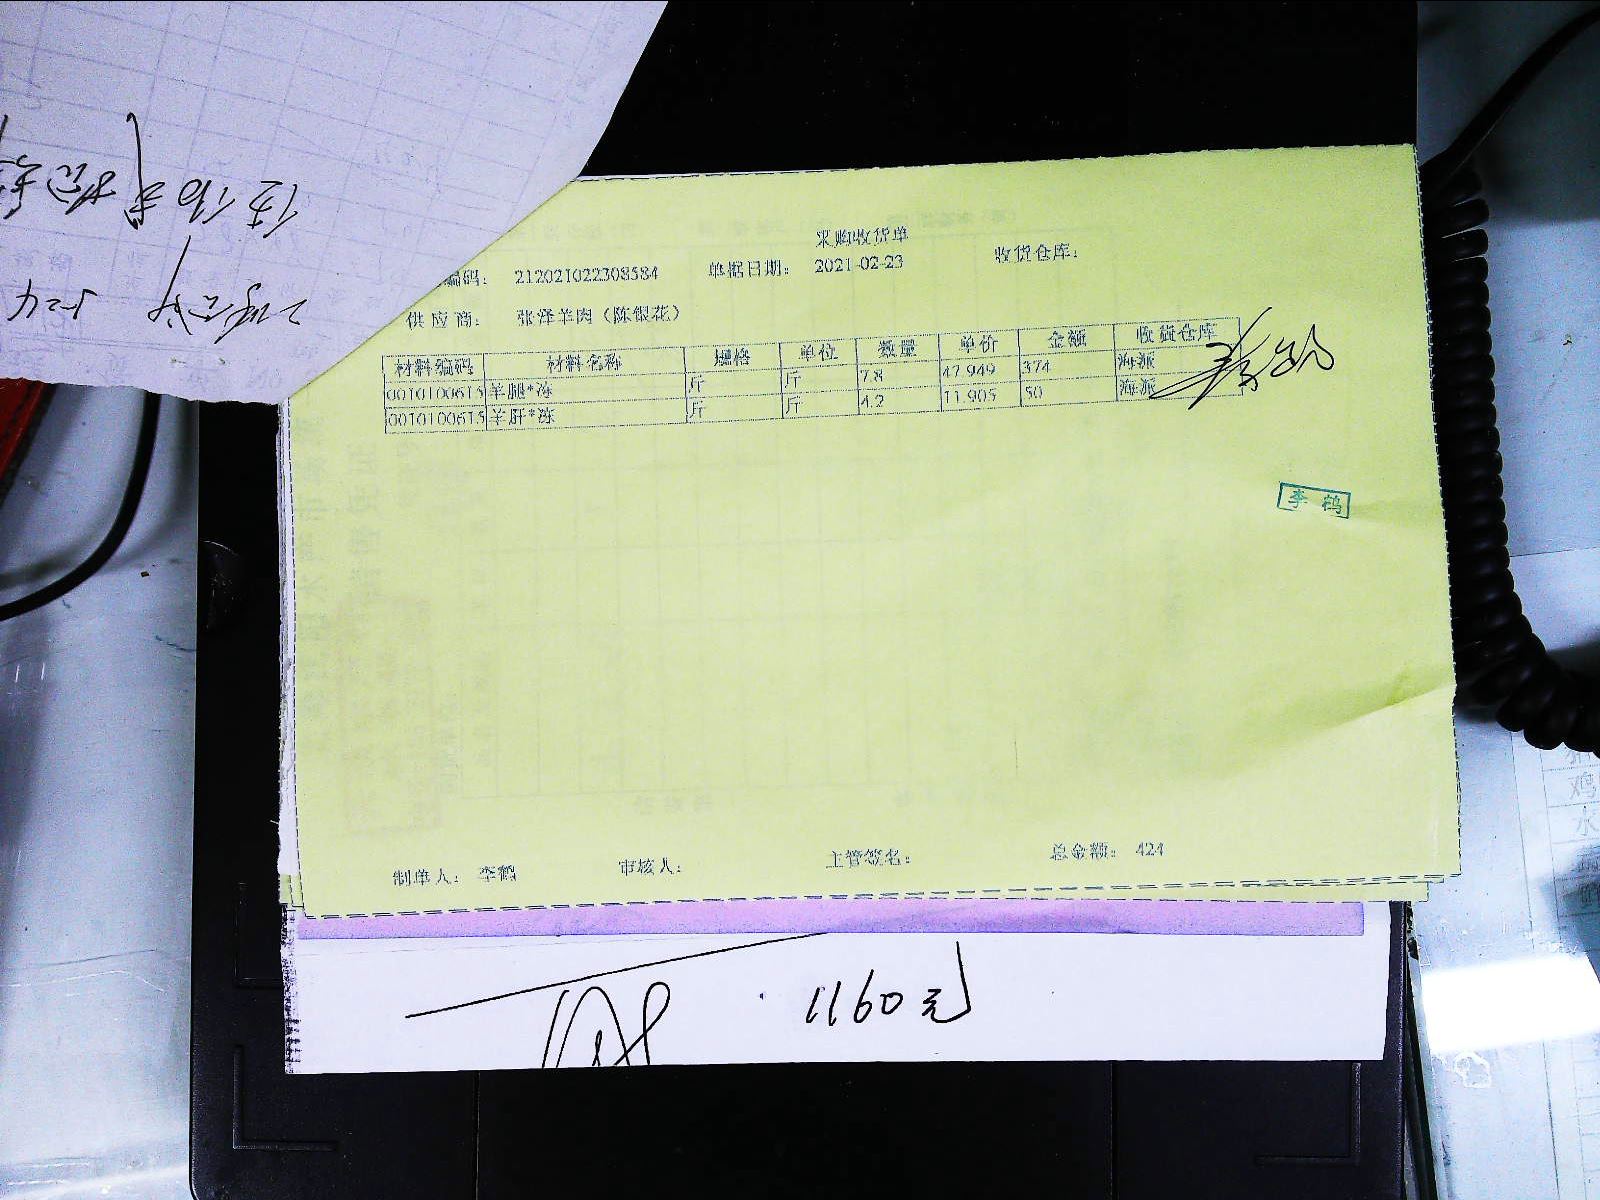 采购收货单
编码： 212021022308584 单据日期： 2021-02-23 收货仓库：
供应商： 张泽羊肉（陈银花）
材料编码 材料名称 规格 单位 数量 单价 金额 收货仓库
0010100615 羊腿*冻 斤 斤 7.8 47.949 374 海派
0010100615 羊肝*冻 斤 斤 4.2 11.905 50 海派
李鹤
制单人： 李鹤 审核人： 主管签名： 总金额： 424
1160元
鸡
水